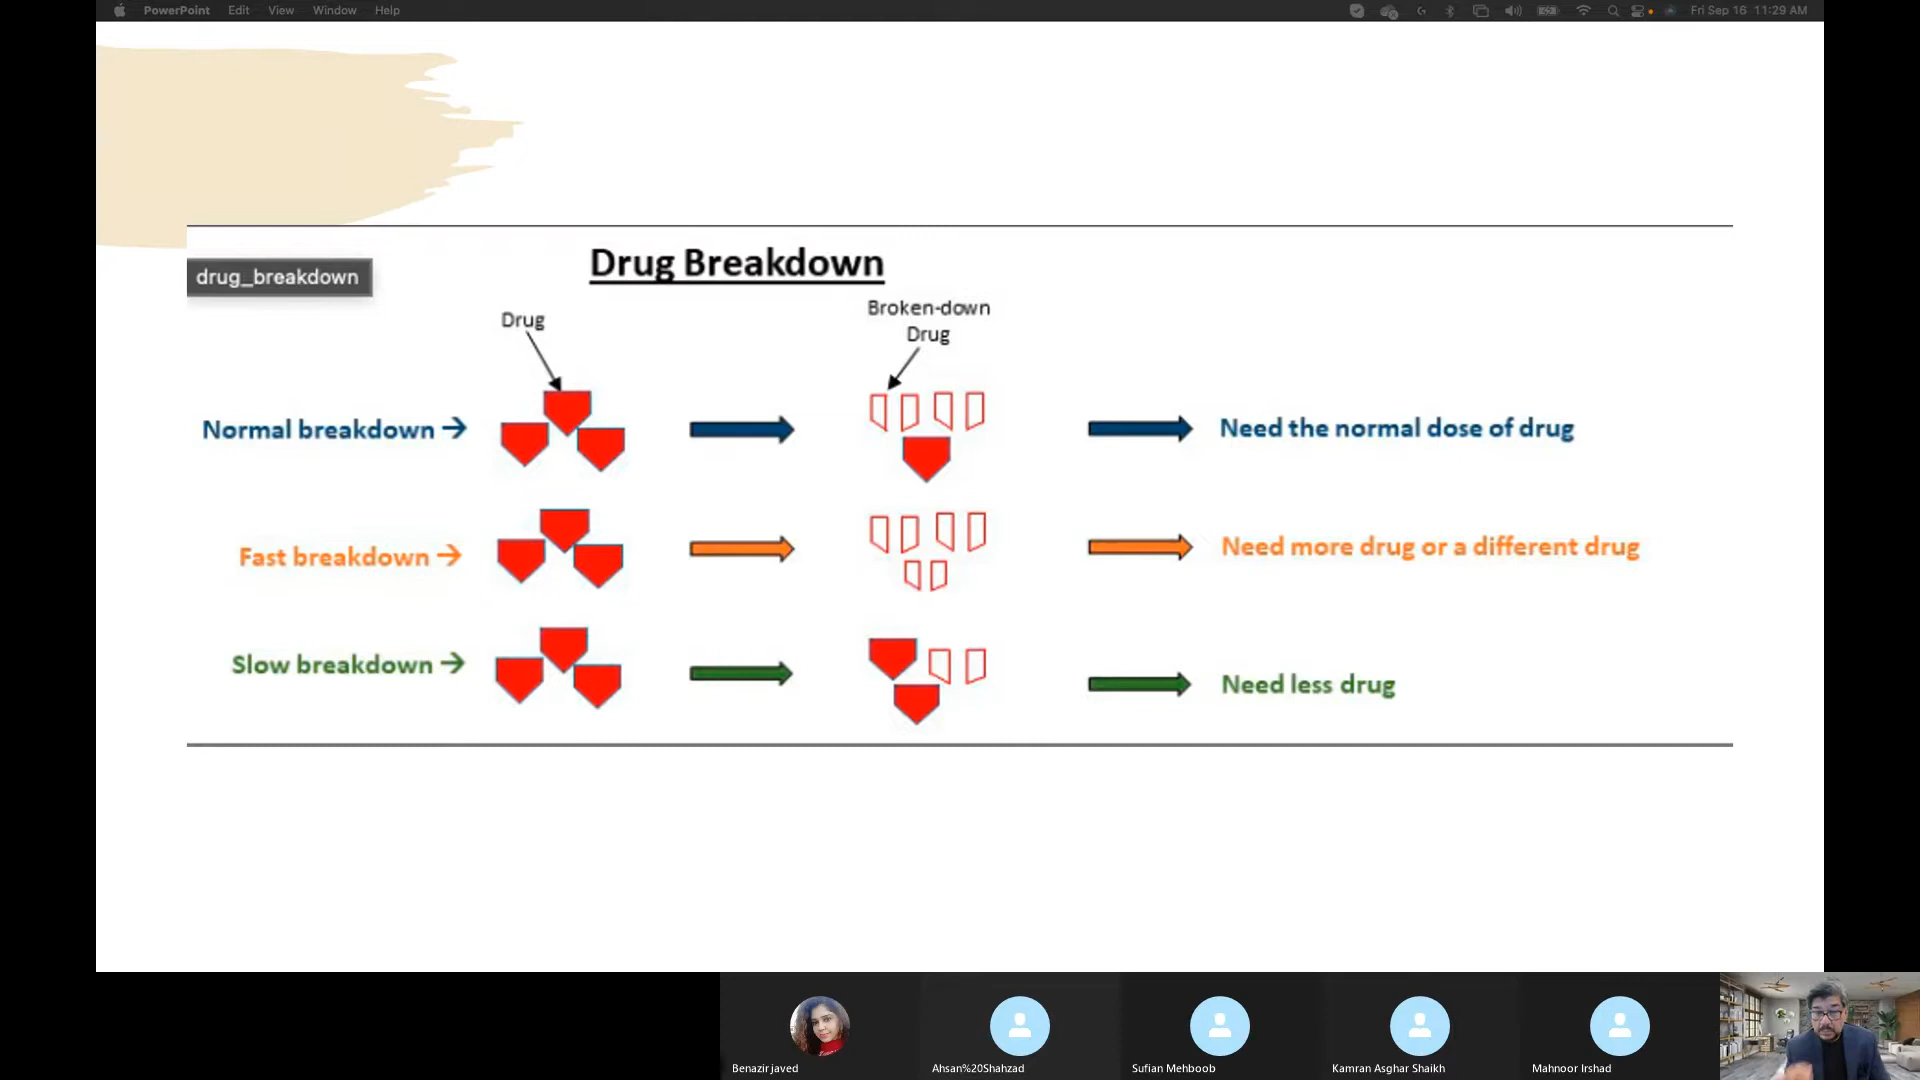 PowerPoint Edit View Window Help Fri Sep 16 11:29 AM
drug_breakdown
Drug Breakdown
Drug
Broken-down
Drug
Normal breakdown → Need the normal dose of drug
Fast breakdown → Need more drug or a different drug
Slow breakdown → Need less drug
Benazir javed Ahsan%20Shahzad Sufian Mehboob Kamran Asghar Shaikh Mahnoor Irshad